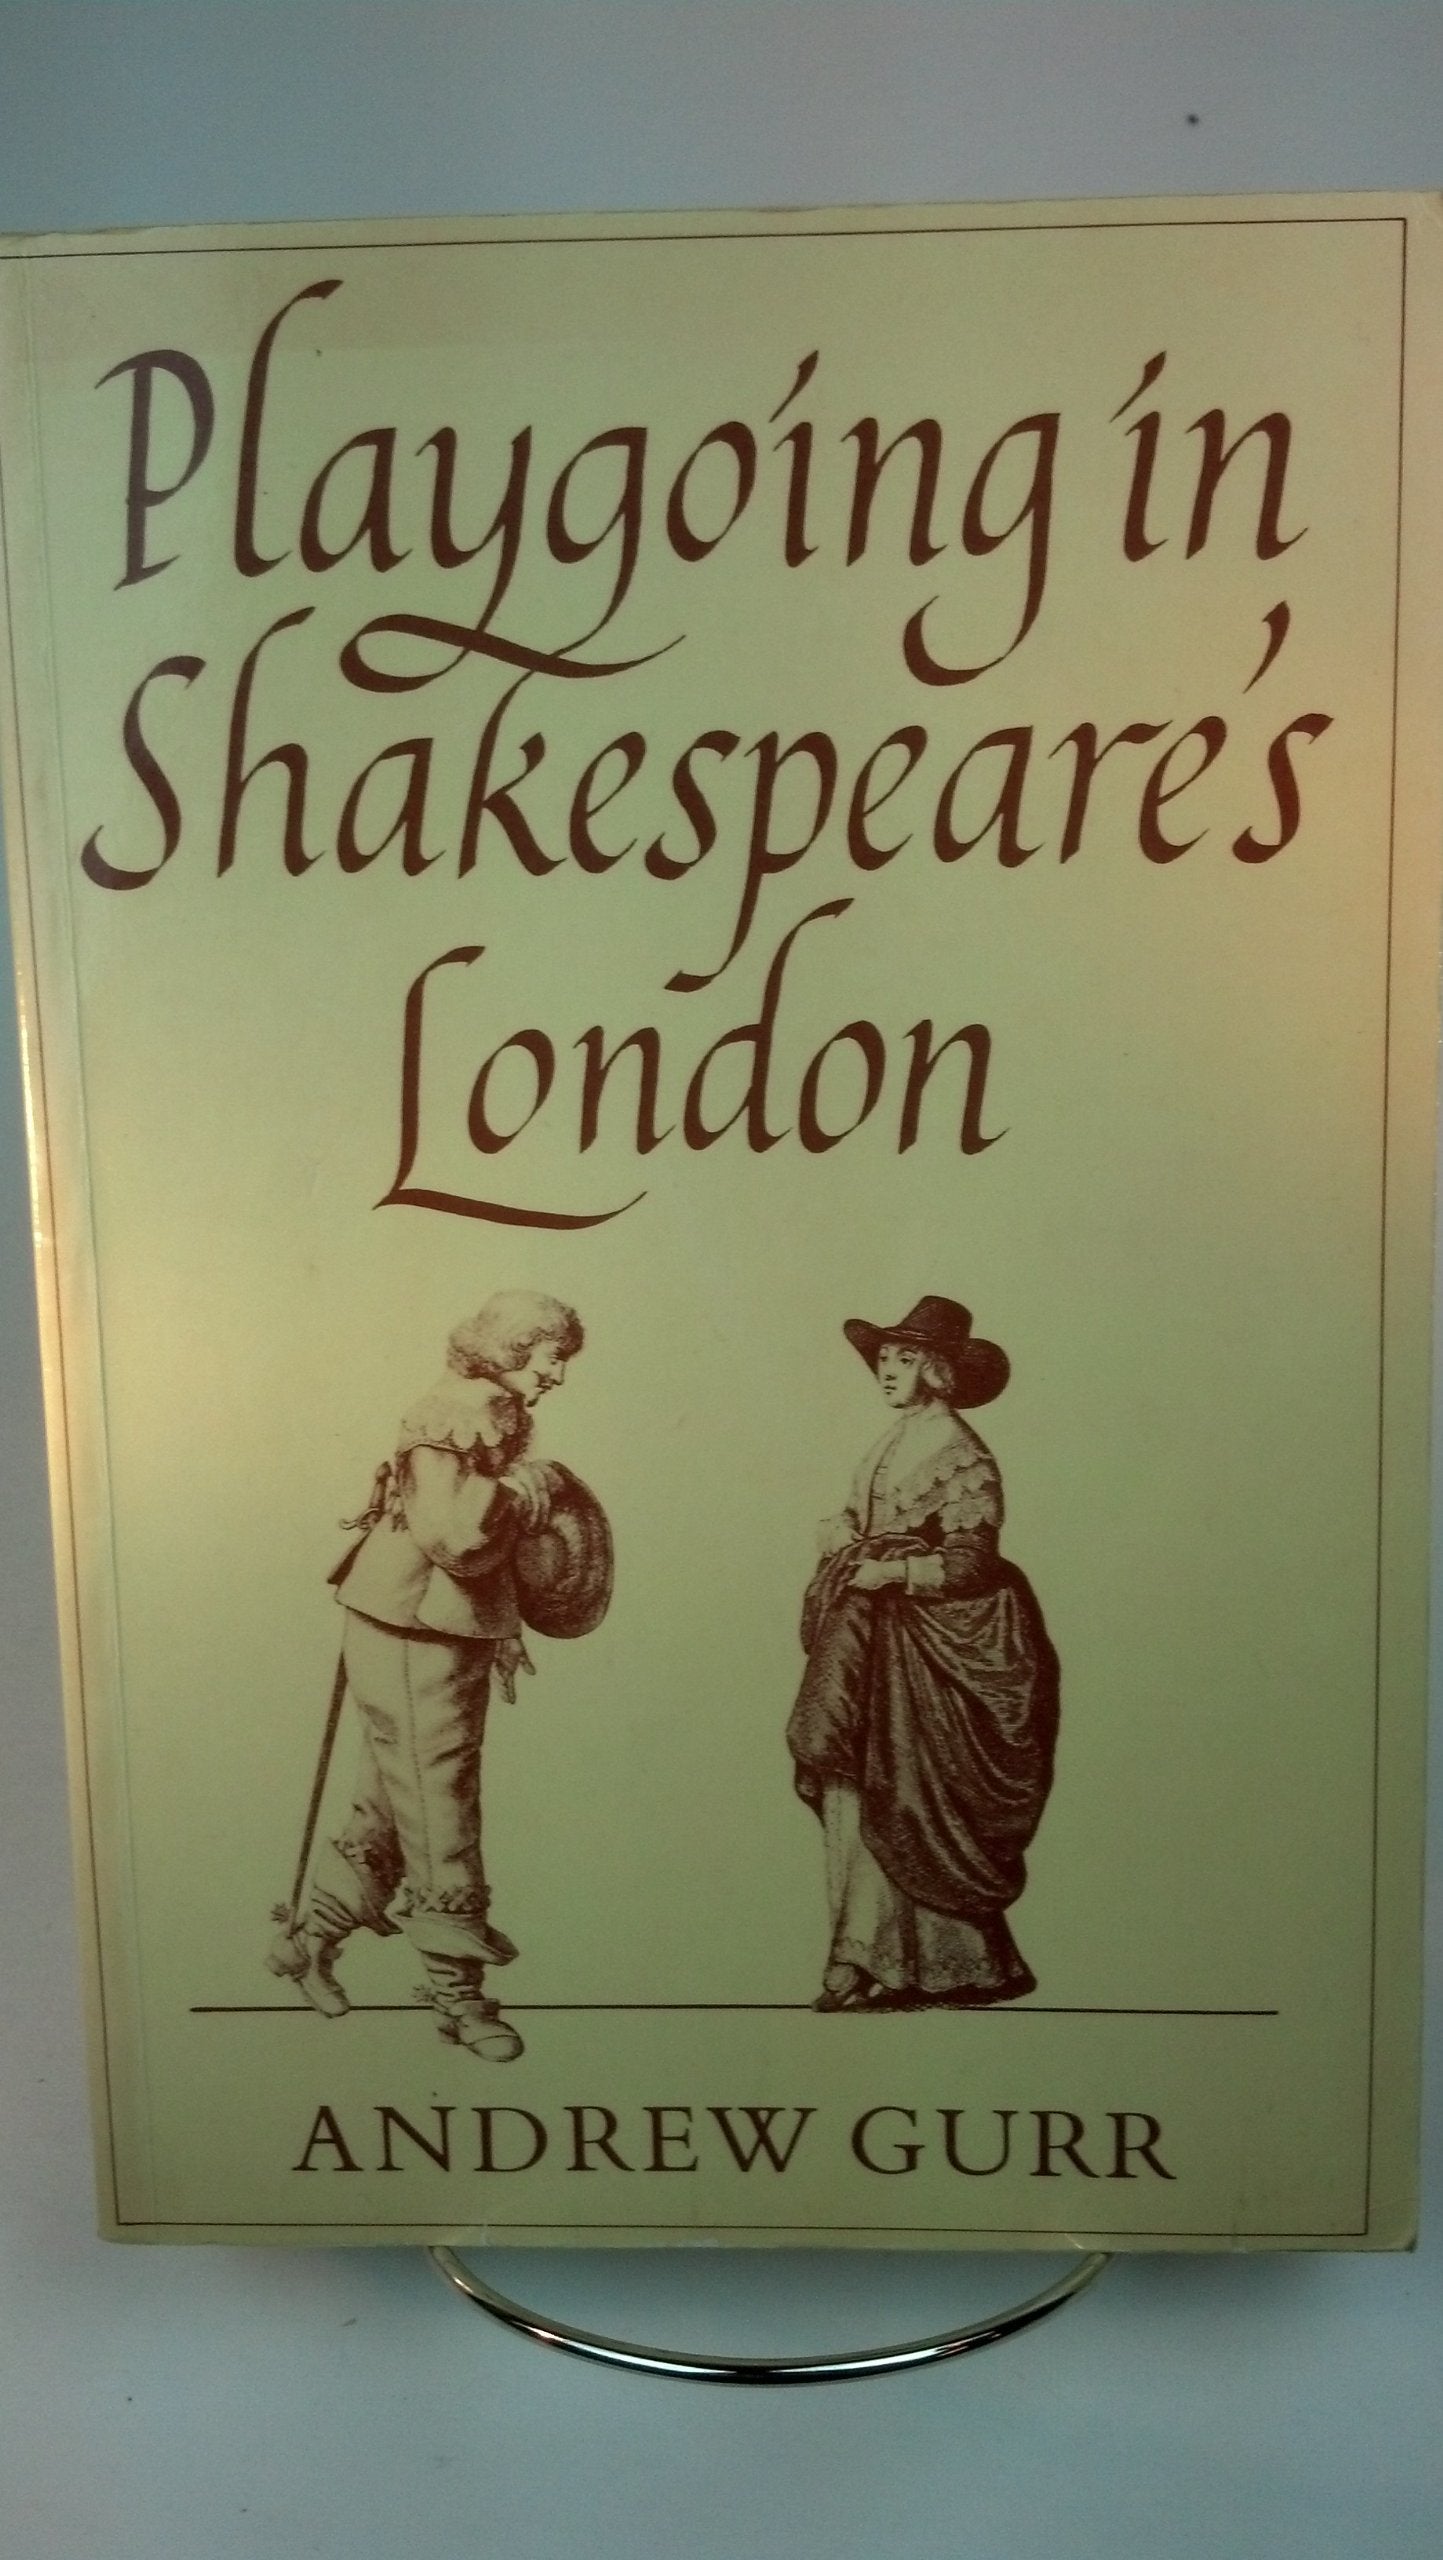 Playgoing in
Shakespeare's
London
ANDREW GURR